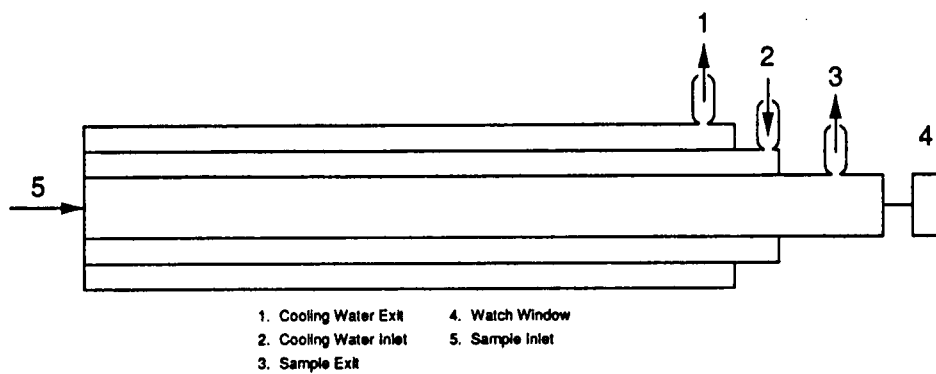 1
2
3
4
5
1. Cooling Water Exit
2. Cooling Water Inlet
3. Sample Exit
4. Watch Window
5. Sample Inlet